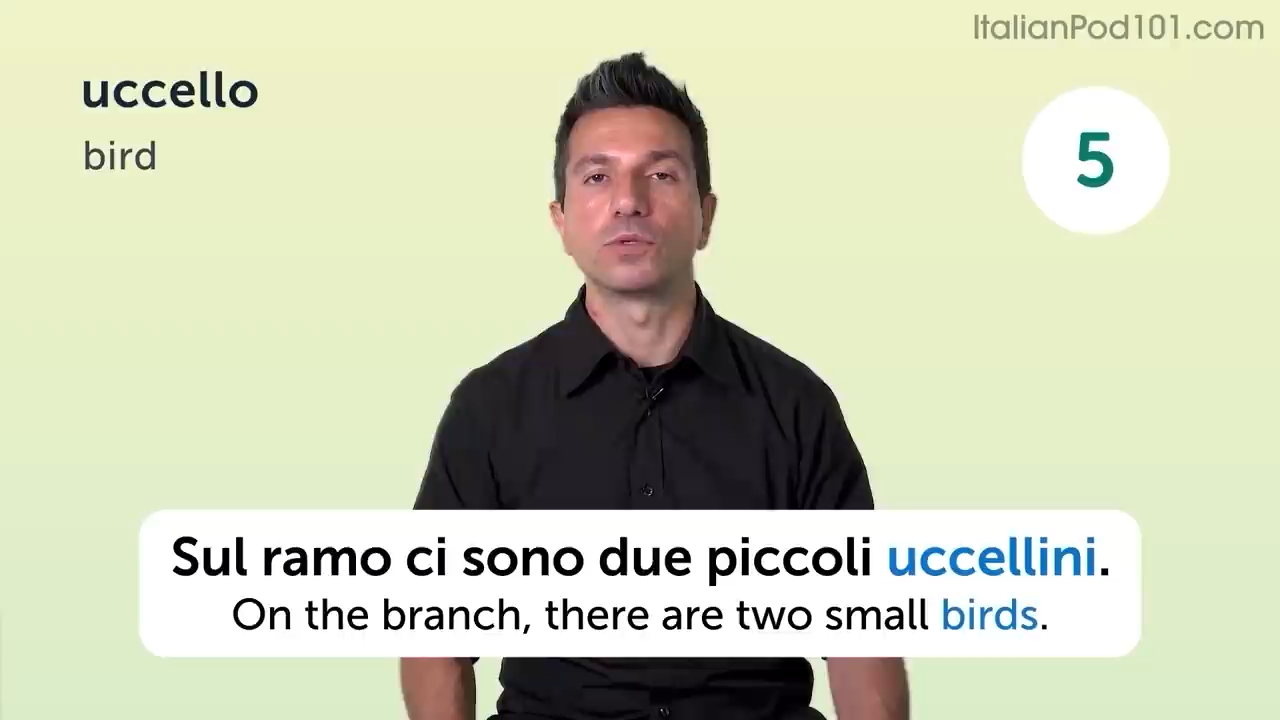 ItalianPod101.com
uccello
bird
5
Sul ramo ci sono due piccoli uccellini.
On the branch, there are two small birds.